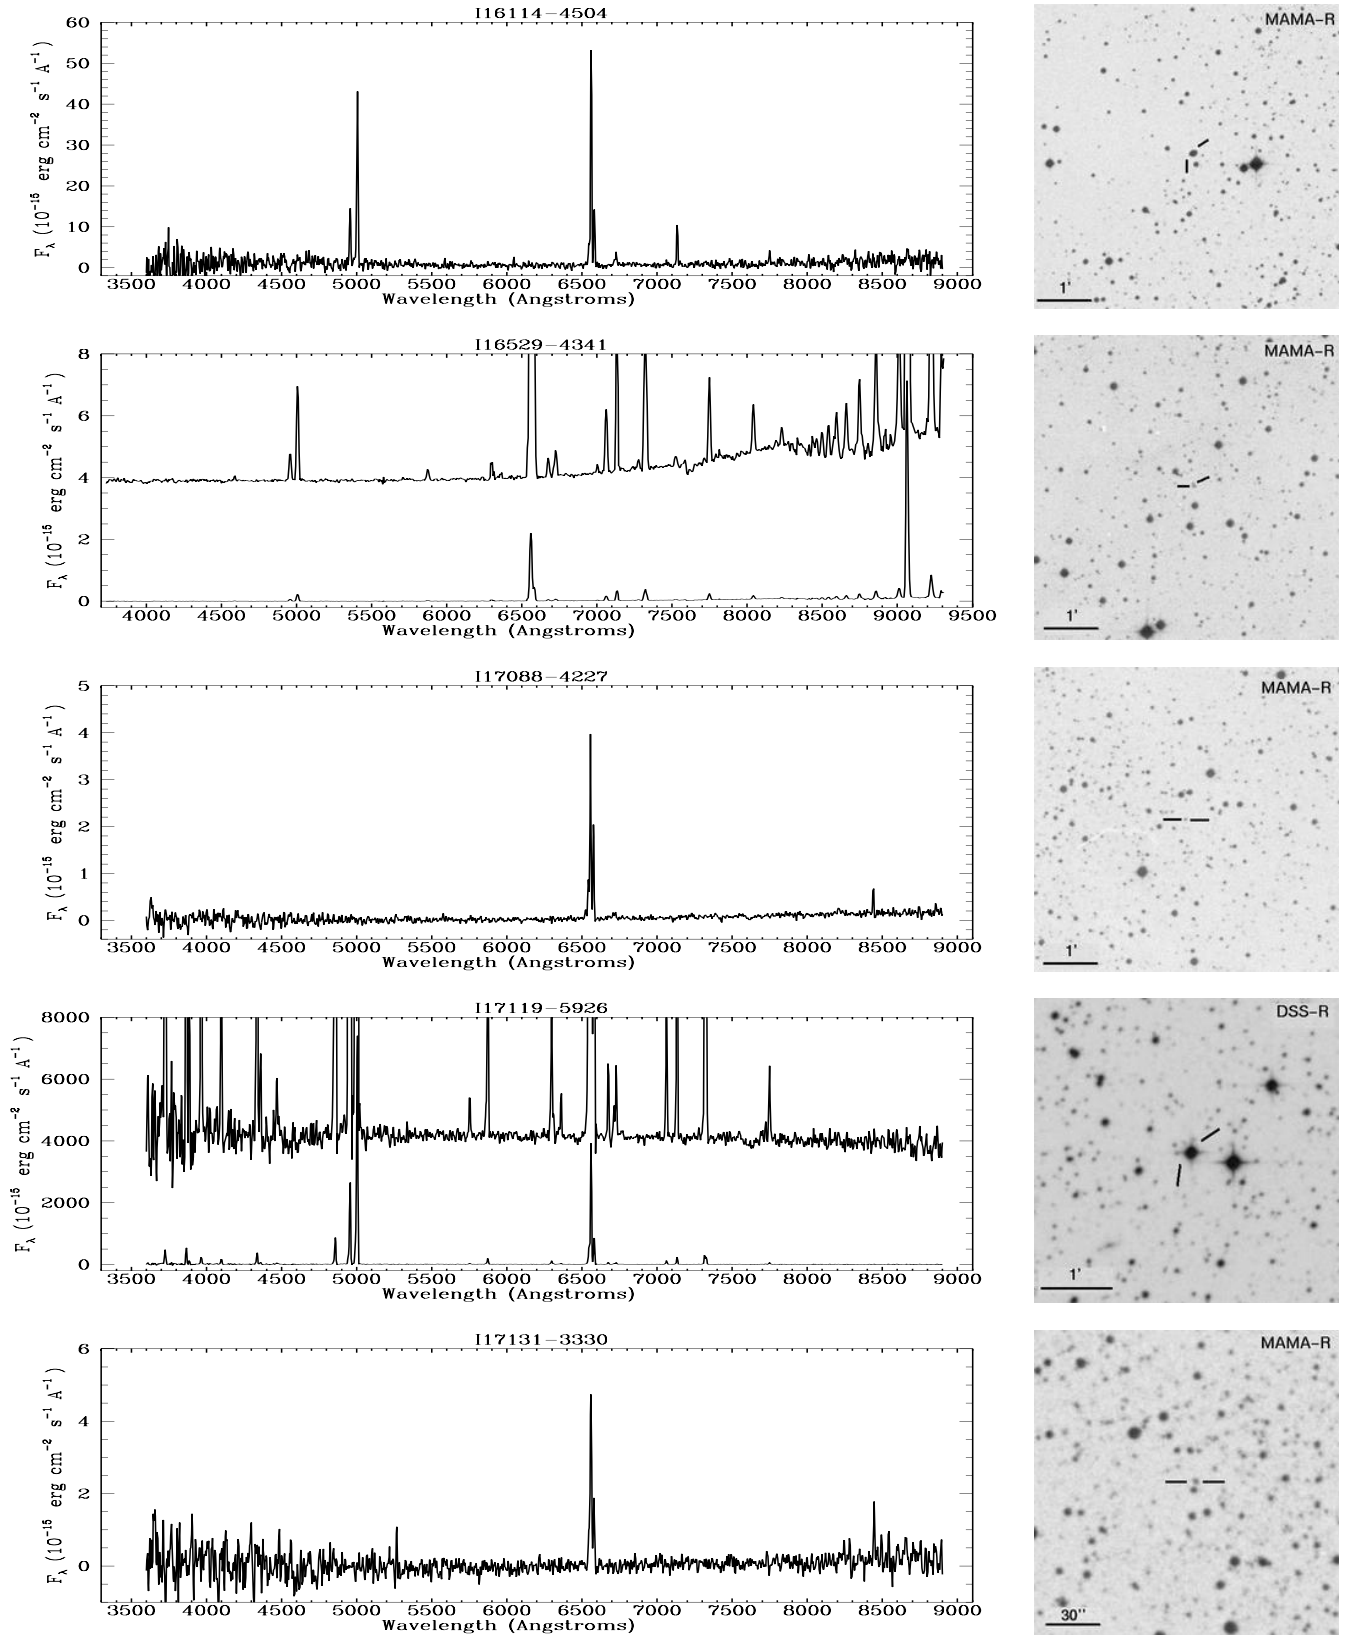 I16114−4504
MAMA−R
60
50
40
30
20
10
0
F_λ (10^−15 erg cm^−2 s^−1 A^−1)
3500 4000 4500 5000 5500 6000 6500 7000 7500 8000 8500 9000
Wavelength (Angstroms)
1'
I16529−4341
MAMA−R
8
6
4
2
0
F_λ (10^−15 erg cm^−2 s^−1 A^−1)
4000 4500 5000 5500 6000 6500 7000 7500 8000 8500 9000 9500
Wavelength (Angstroms)
1'
I17088−4227
MAMA−R
5
4
3
2
1
0
F_λ (10^−15 erg cm^−2 s^−1 A^−1)
3500 4000 4500 5000 5500 6000 6500 7000 7500 8000 8500 9000
Wavelength (Angstroms)
1'
I17119−5926
DSS−R
8000
6000
4000
2000
0
F_λ (10^−15 erg cm^−2 s^−1 A^−1)
3500 4000 4500 5000 5500 6000 6500 7000 7500 8000 8500 9000
Wavelength (Angstroms)
1'
I17131−3330
MAMA−R
6
4
2
0
F_λ (10^−15 erg cm^−2 s^−1 A^−1)
3500 4000 4500 5000 5500 6000 6500 7000 7500 8000 8500 9000
Wavelength (Angstroms)
30"